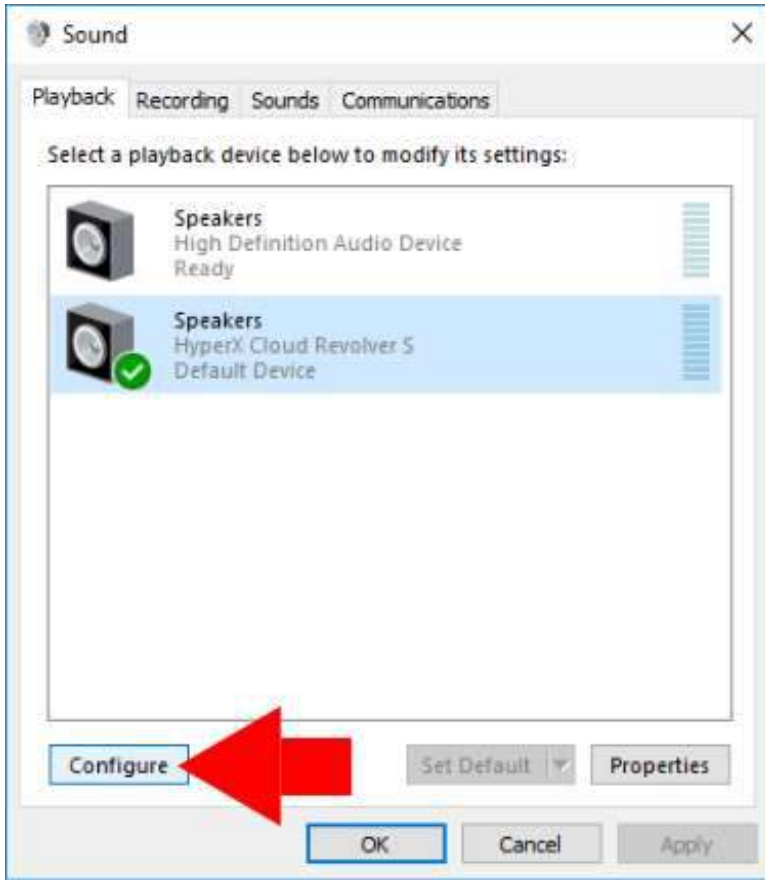 Sound
Playback Recording Sounds Communications
Select a playback device below to modify its settings:
Speakers
High Definition Audio Device
Ready
Speakers
HyperX Cloud Revolver S
Default Device
Configure Set Default Properties
OK Cancel Apply